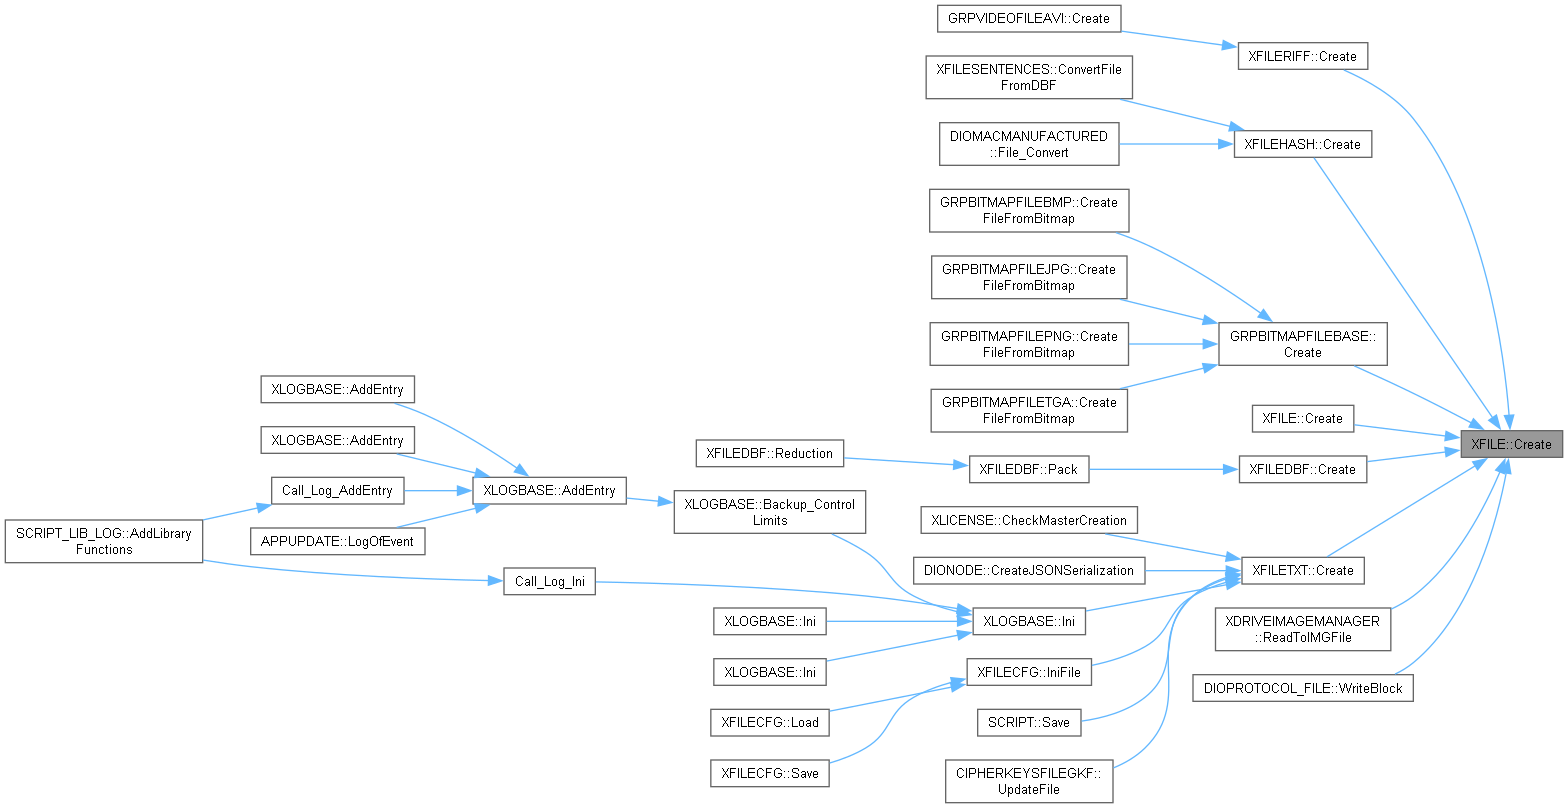 GRPVIDEOFILEAVI::Create
XFILERIFF::Create
XFILESENTENCES::ConvertFile
FromDBF
DIOMACMANUFACTURED
::File_Convert
XFILEHASH::Create
GRPBITMAPFILEBMP::Create
FileFromBitmap
GRPBITMAPFILEJPG::Create
FileFromBitmap
GRPBITMAPFILEPNG::Create
FileFromBitmap
GRPBITMAPFILETGA::Create
FileFromBitmap
GRPBITMAPFILEBASE::
Create
XFILE::Create
XFILE::Create
XFILEDBF::Reduction
XFILEDBF::Pack
XFILEDBF::Create
XLOGBASE::AddEntry
XLOGBASE::AddEntry
Call_Log_AddEntry
APPUPDATE::LogOfEvent
SCRIPT_LIB_LOG::AddLibrary
Functions
XLOGBASE::AddEntry
XLOGBASE::Backup_Control
Limits
Call_Log_Ini
XLOGBASE::Ini
XLOGBASE::Ini
XLOGBASE::Ini
XLICENSE::CheckMasterCreation
DIONODE::CreateJSONSerialization
XFILETXT::Create
XFILECFG::IniFile
XFILECFG::Load
XFILECFG::Save
SCRIPT::Save
CIPHERKEYSFILEGKF::
UpdateFile
XDRIVEIMAGEMANAGER
::ReadToIMGFile
DIOPROTOCOL_FILE::WriteBlock